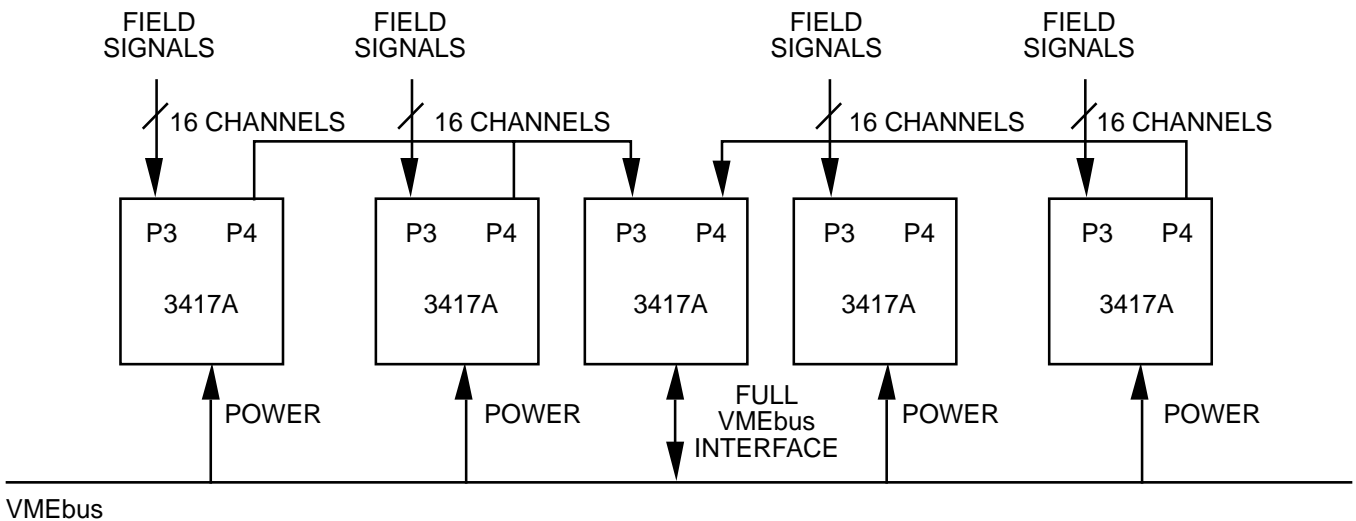 FIELD
SIGNALS
FIELD
SIGNALS
FIELD
SIGNALS
FIELD
SIGNALS
16 CHANNELS
16 CHANNELS
16 CHANNELS
16 CHANNELS
P3 P4
3417A
P3 P4
3417A
P3 P4
3417A
P3 P4
3417A
P3 P4
3417A
POWER
POWER
FULL
VMEbus
INTERFACE
POWER
POWER
VMEbus